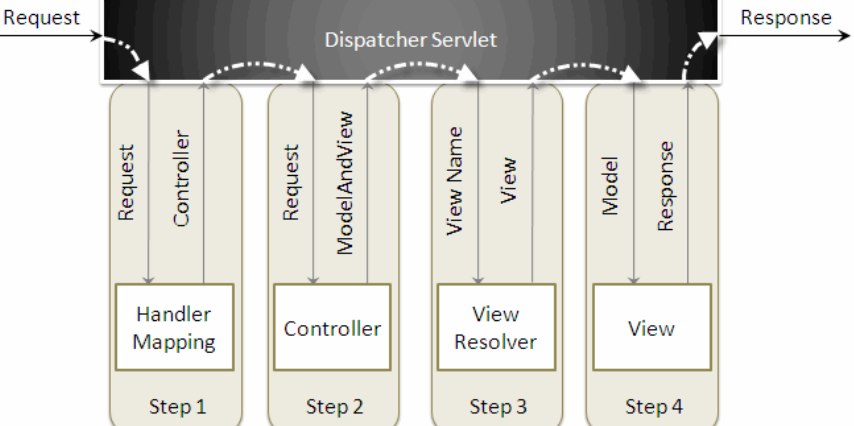 Request
Response
Dispatcher Servlet
Request
Controller
Request
ModelAndView
View Name
View
Model
Response
Handler
Mapping
Controller
View
Resolver
View
Step 1
Step 2
Step 3
Step 4